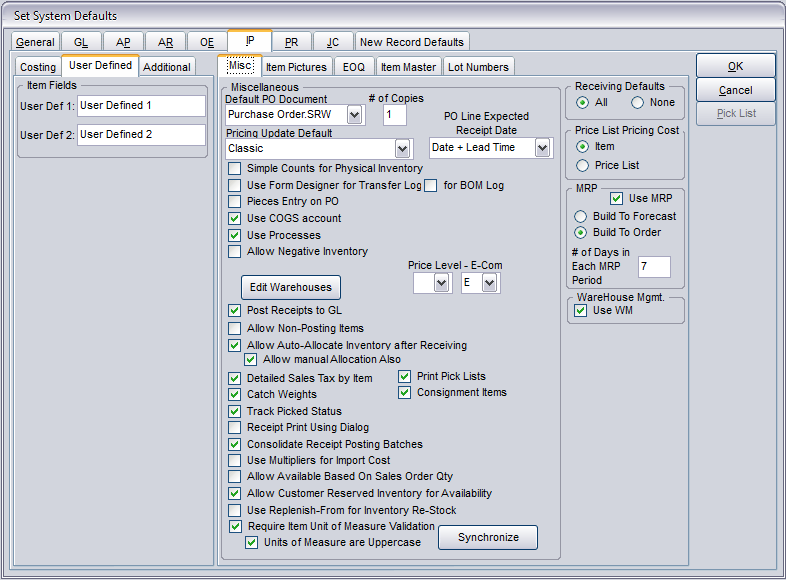 Set System Defaults
General GL AP AR OE IP PR JC New Record Defaults
Costing User Defined Additional
Item Fields
User Def 1: User Defined 1
User Def 2: User Defined 2
Misc Item Pictures EOQ Item Master Lot Numbers
Miscellaneous
Default PO Document # of Copies
Purchase Order.SRW 1
PO Line Expected
Receipt Date
Pricing Update Default
Classic Date + Lead Time
Simple Counts for Physical Inventory
Use Form Designer for Transfer Log for BOM Log
Pieces Entry on PO
Use COGS account
Use Processes
Allow Negative Inventory
Price Level - E-Com
E
Edit Warehouses
Post Receipts to GL
Allow Non-Posting Items
Allow Auto-Allocate Inventory after Receiving
Allow manual Allocation Also
Detailed Sales Tax by Item Print Pick Lists
Catch Weights Consignment Items
Track Picked Status
Receipt Print Using Dialog
Consolidate Receipt Posting Batches
Use Multipliers for Import Cost
Allow Available Based On Sales Order Qty
Allow Customer Reserved Inventory for Availability
Use Replenish-From for Inventory Re-Stock
Require Item Unit of Measure Validation
Units of Measure are Uppercase
Synchronize
Receiving Defaults
All None
Price List Pricing Cost
Item
Price List
MRP
Use MRP
Build To Forecast
Build To Order
# of Days in
Each MRP 7
Period
WareHouse Mgmt.
Use WM
OK
Cancel
Pick List